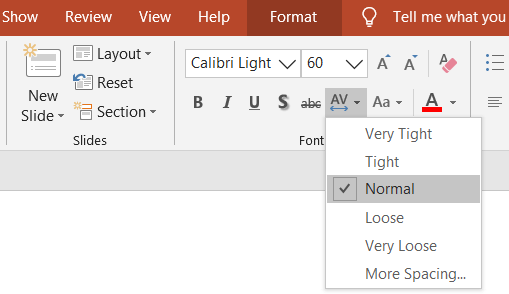 Show Review View Help Format Tell me what you
Layout
Reset
New
Slide
Section
Slides
Calibri Light 60 A A A
B I U S abc AV Aa A
Font
Very Tight
Tight
Normal
Loose
Very Loose
More Spacing...